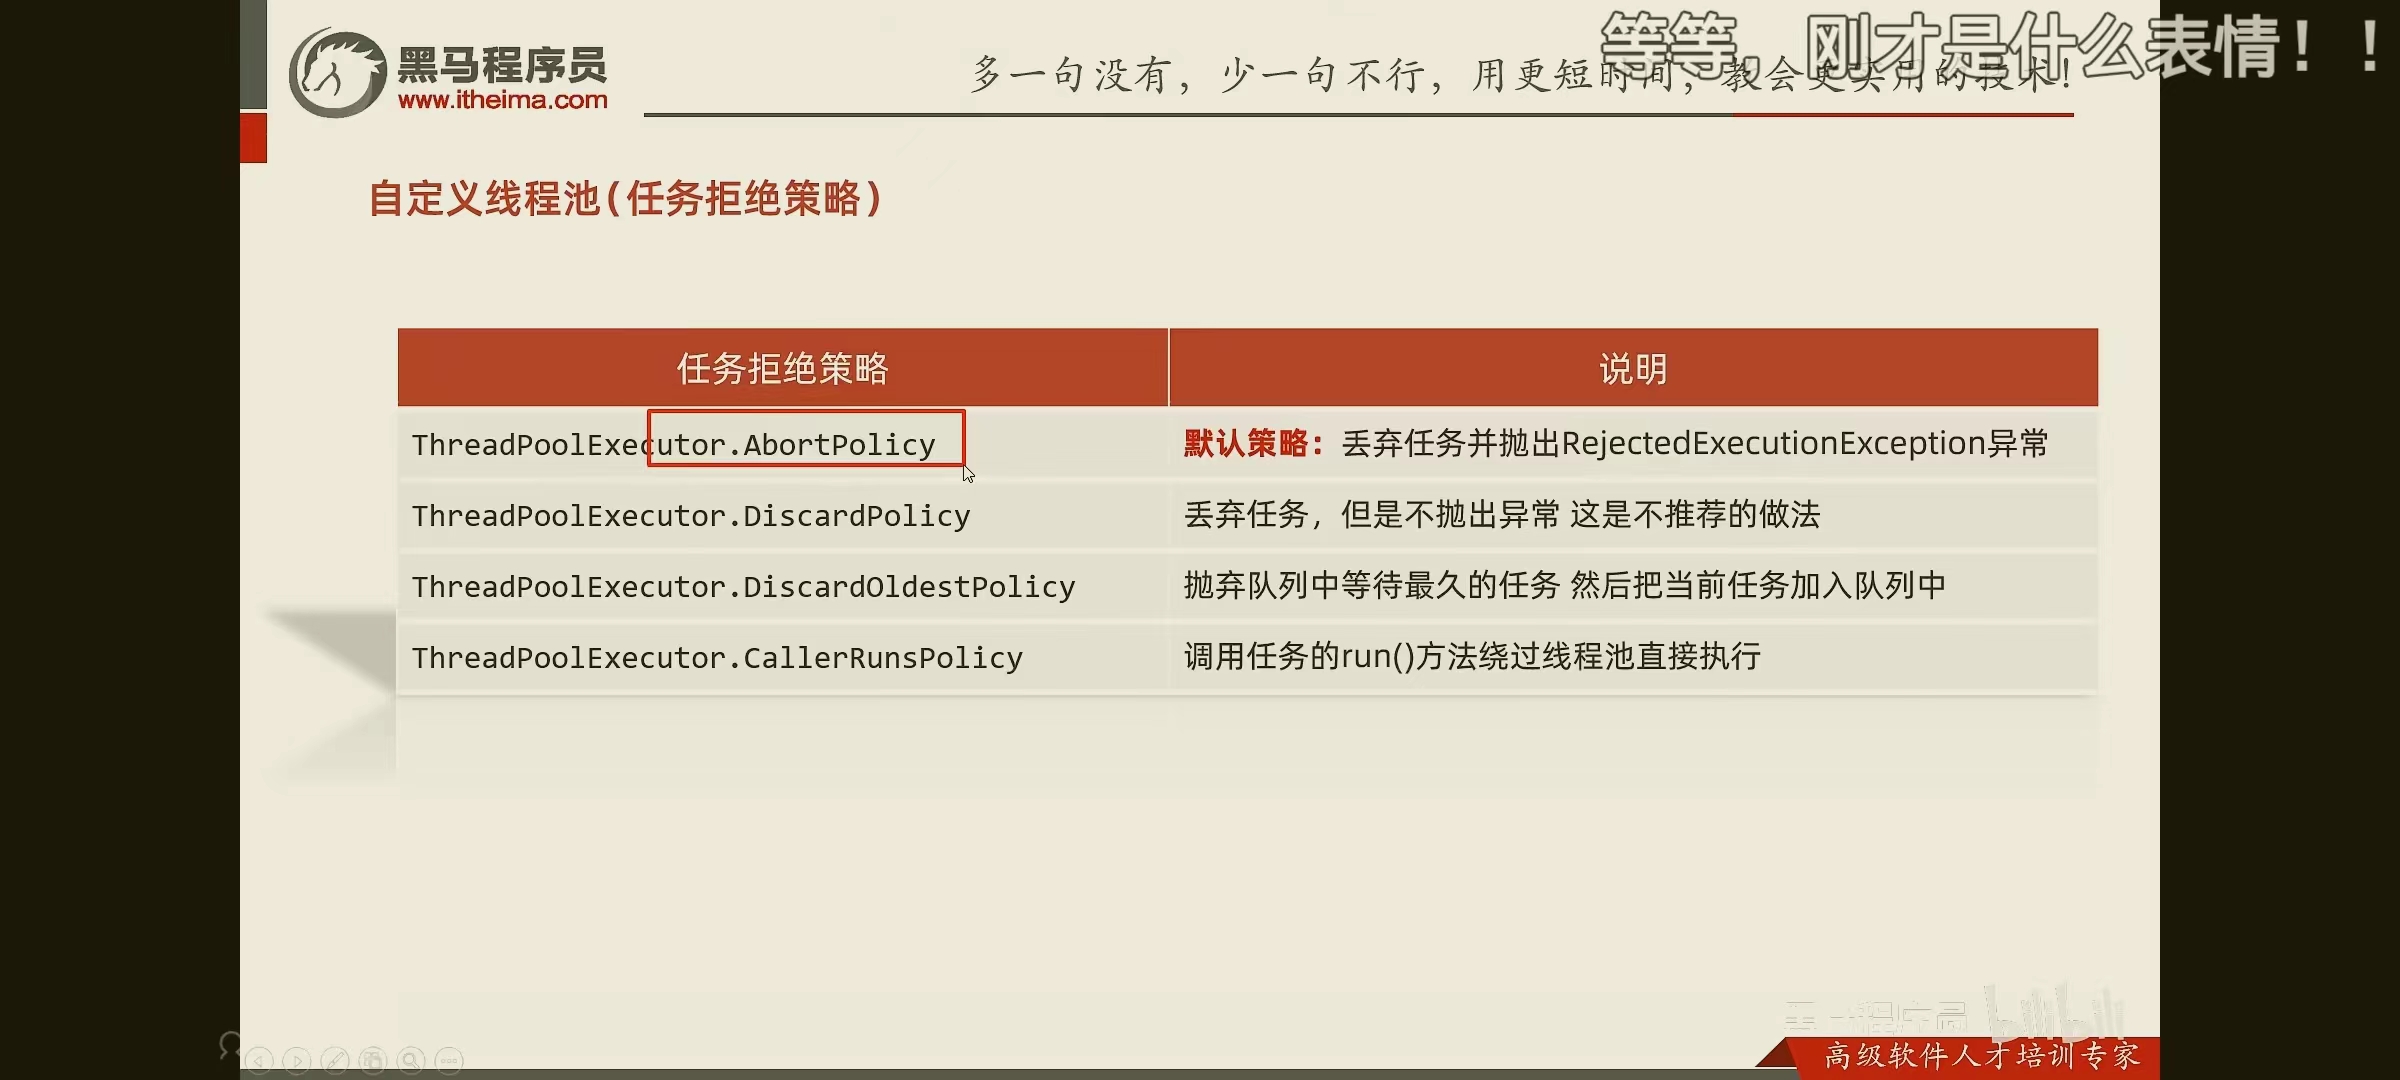 等等，刚才是什么表情！！
黑马程序员
www.itheima.com
多一句没有，少一句不行，用更短时间，教会更实用的技术！
自定义线程池(任务拒绝策略)
任务拒绝策略 说明
ThreadPoolExecutor.AbortPolicy 默认策略：丢弃任务并抛出RejectedExecutionException异常
ThreadPoolExecutor.DiscardPolicy 丢弃任务，但是不抛出异常 这是不推荐的做法
ThreadPoolExecutor.DiscardOldestPolicy 抛弃队列中等待最久的任务 然后把当前任务加入队列中
ThreadPoolExecutor.CallerRunsPolicy 调用任务的run()方法绕过线程池直接执行
黑马程序员 bilibili
高级软件人才培训专家